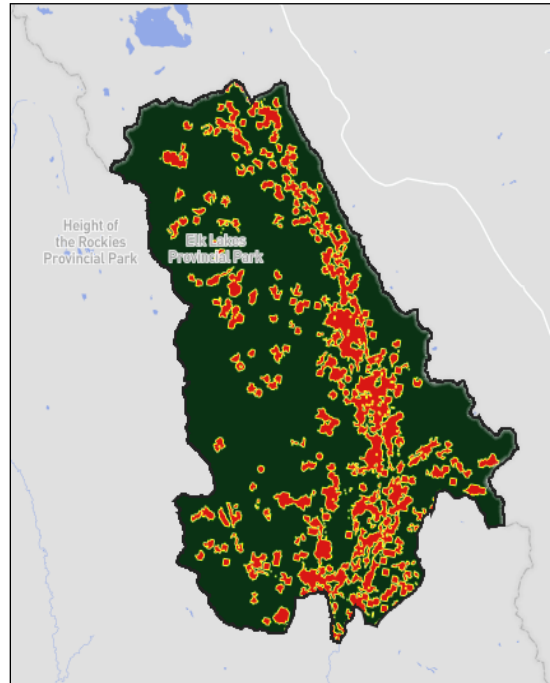 Height of
the Rockies
Provincial Park
Elk Lakes
Provincial Park